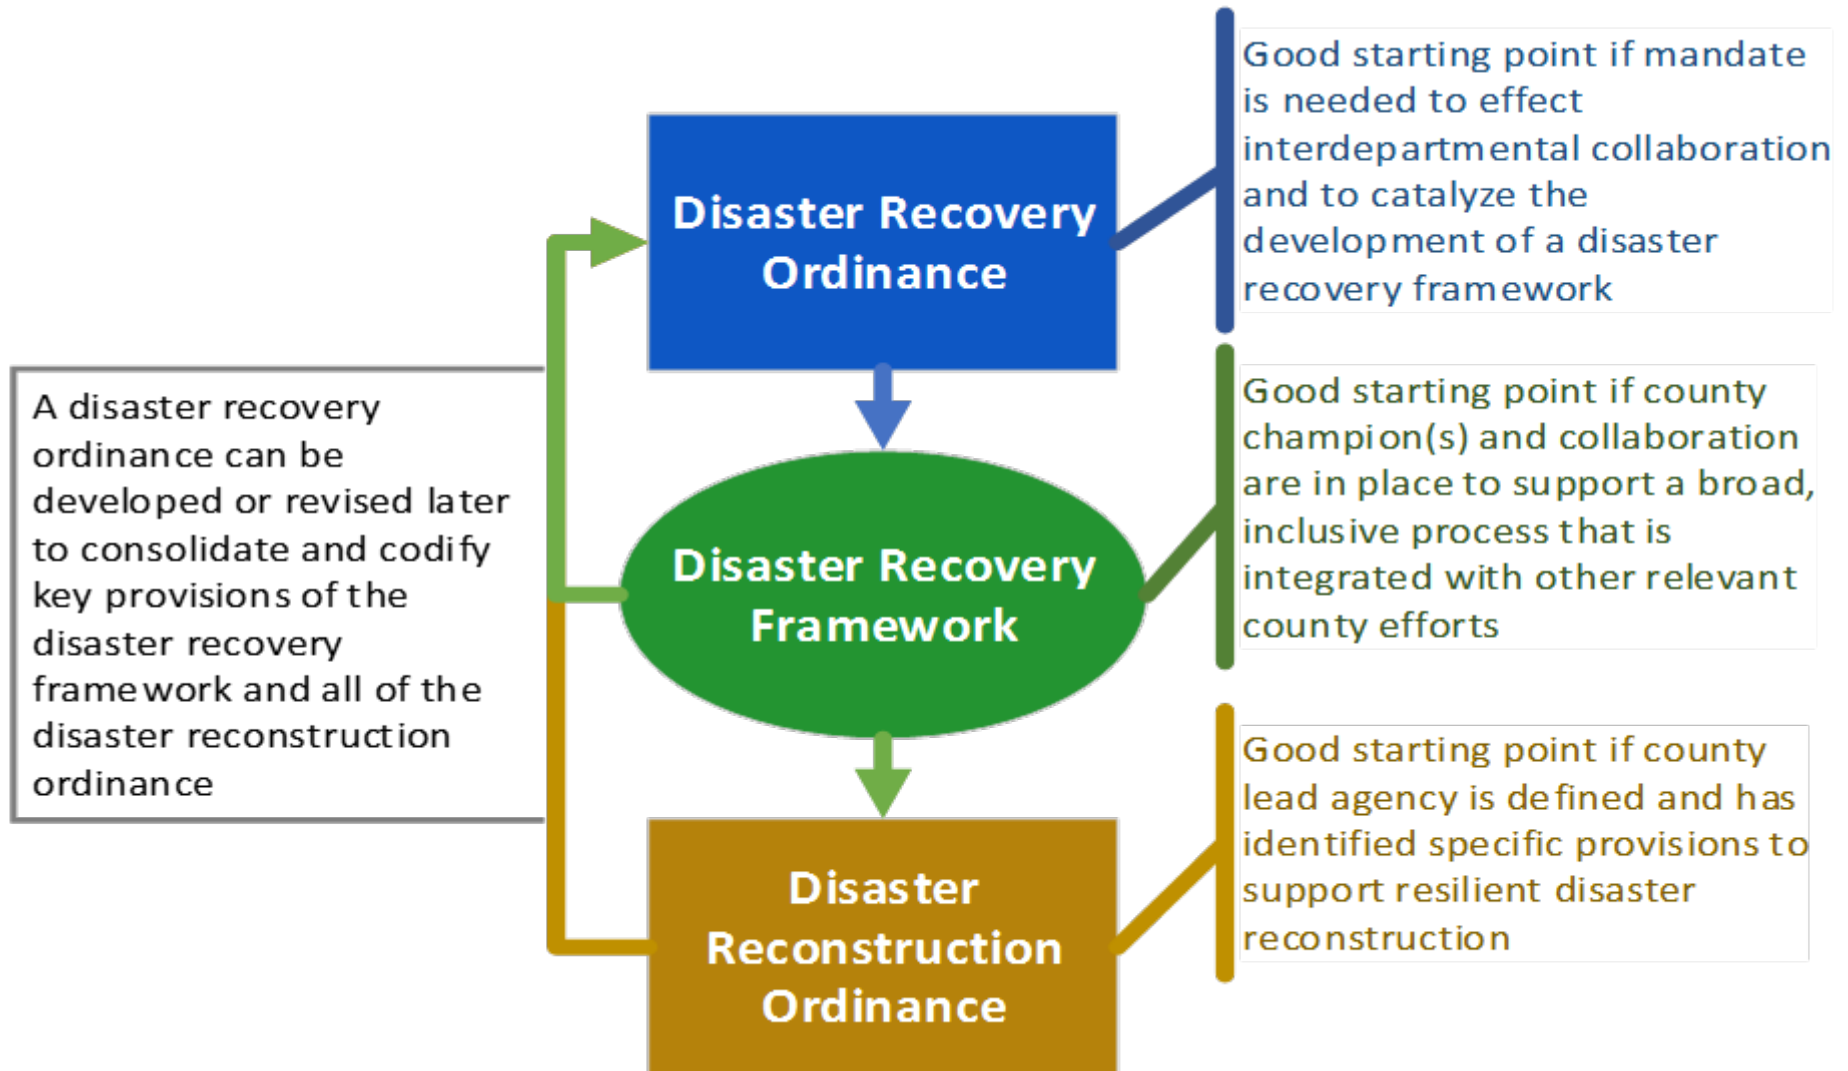 Good starting point if mandate
is needed to effect
interdepartmental collaboration
and to catalyze the
development of a disaster
recovery framework
Disaster Recovery
Ordinance
A disaster recovery
ordinance can be
developed or revised later
to consolidate and codify
key provisions of the
disaster recovery
framework and all of the
disaster reconstruction
ordinance
Good starting point if county
champion(s) and collaboration
are in place to support a broad,
inclusive process that is
integrated with other relevant
county efforts
Disaster Recovery
Framework
Good starting point if county
lead agency is defined and has
identified specific provisions to
support resilient disaster
reconstruction
Disaster
Reconstruction
Ordinance